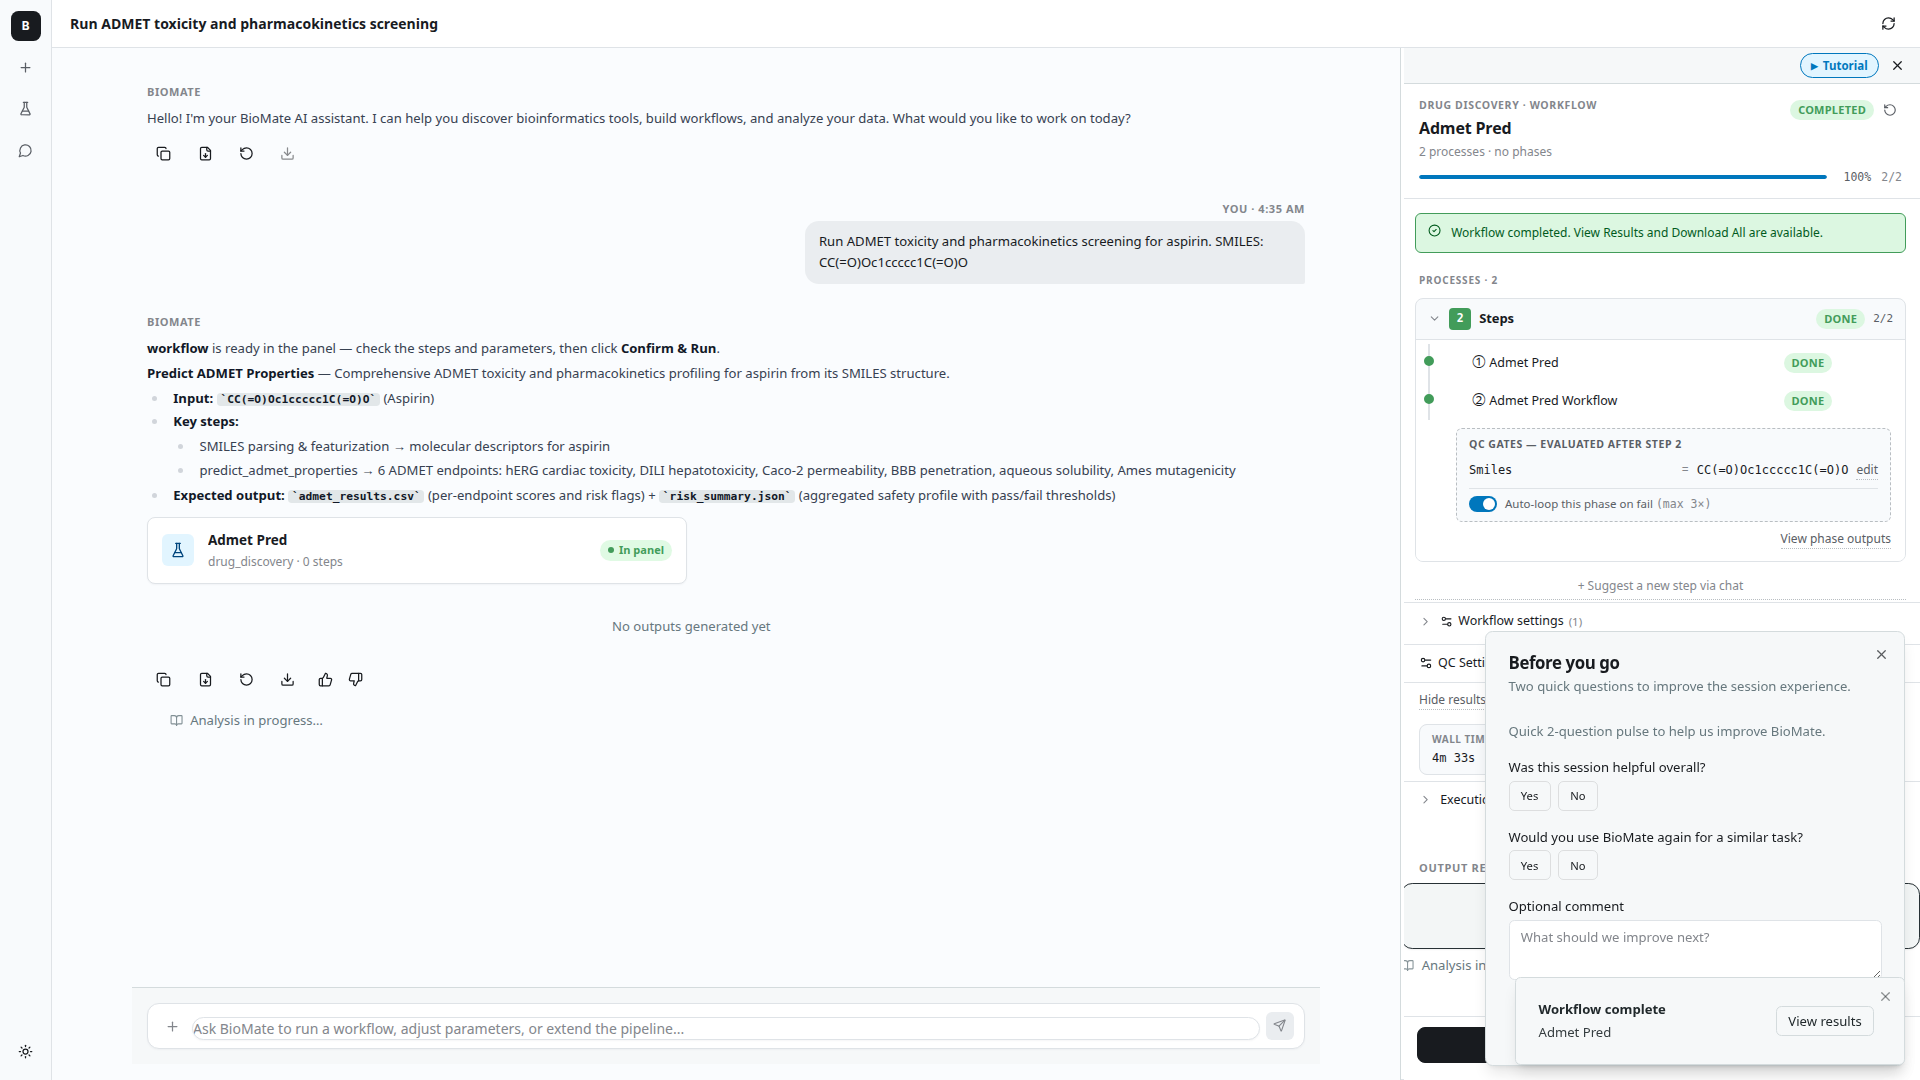 B
Run ADMET toxicity and pharmacokinetics screening
BIOMATE
Hello! I'm your BioMate AI assistant. I can help you discover bioinformatics tools, build workflows, and analyze your data. What would you like to work on today?
YOU · 4:35 AM
Run ADMET toxicity and pharmacokinetics screening for aspirin. SMILES:
CC(=O)Oc1ccccc1C(=O)O
BIOMATE
workflow is ready in the panel — check the steps and parameters, then click Confirm & Run.
Predict ADMET Properties — Comprehensive ADMET toxicity and pharmacokinetics profiling for aspirin from its SMILES structure.
Input: `CC(=O)Oc1ccccc1C(=O)O` (Aspirin)
Key steps:
SMILES parsing & featurization → molecular descriptors for aspirin
predict_admet_properties → 6 ADMET endpoints: hERG cardiac toxicity, DILI hepatotoxicity, Caco-2 permeability, BBB penetration, aqueous solubility, Ames mutagenicity
Expected output: `admet_results.csv` (per-endpoint scores and risk flags) + `risk_summary.json` (aggregated safety profile with pass/fail thresholds)
Admet Pred
drug_discovery · 0 steps
In panel
No outputs generated yet
Analysis in progress...
Ask BioMate to run a workflow, adjust parameters, or extend the pipeline...
Tutorial
DRUG DISCOVERY · WORKFLOW
COMPLETED
Admet Pred
2 processes · no phases
100% 2/2
Workflow completed. View Results and Download All are available.
PROCESSES · 2
2 Steps DONE 2/2
① Admet Pred DONE
② Admet Pred Workflow DONE
QC GATES — EVALUATED AFTER STEP 2
Smiles = CC(=O)Oc1ccccc1C(=O)O edit
Auto-loop this phase on fail (max 3×)
View phase outputs
+ Suggest a new step via chat
Workflow settings (1)
QC Setti
Hide results
WALL TIM
4m 33s
Executio
OUTPUT RE
Analysis in
Before you go
Two quick questions to improve the session experience.
Quick 2-question pulse to help us improve BioMate.
Was this session helpful overall?
Yes No
Would you use BioMate again for a similar task?
Yes No
Optional comment
What should we improve next?
Workflow complete
Admet Pred
View results